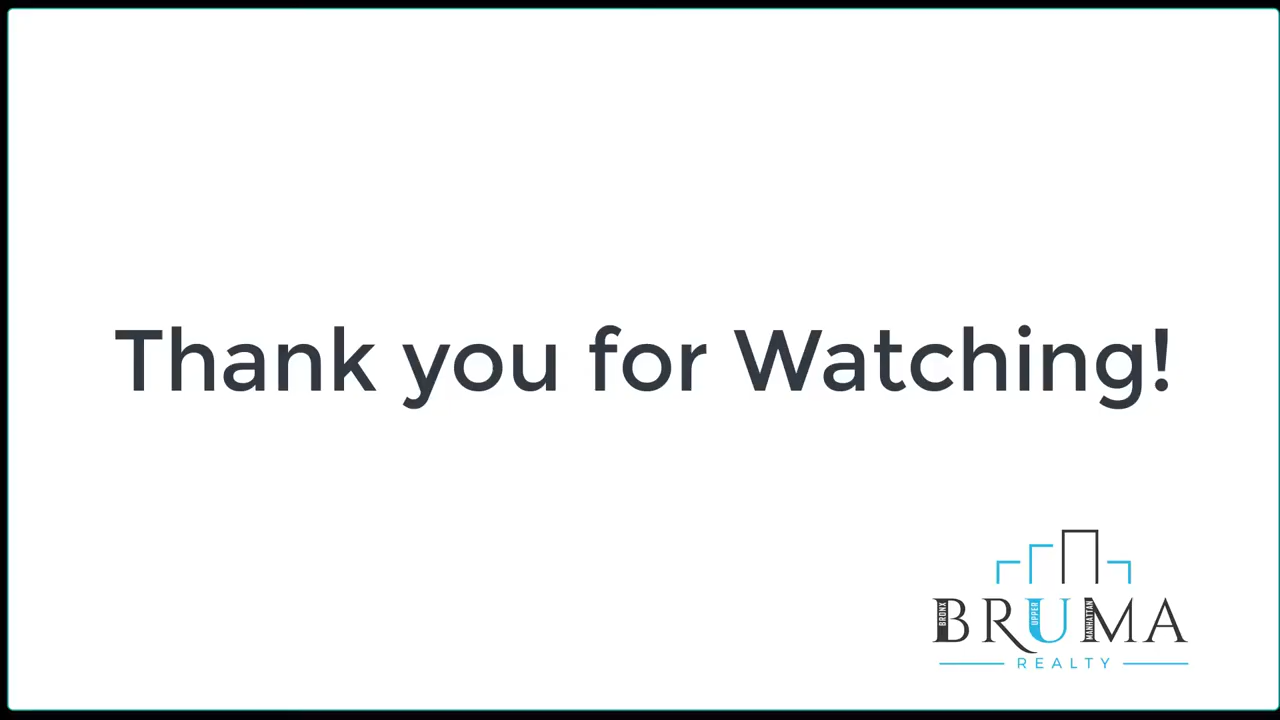 Thank you for Watching!
BRUMA
BRONX
UPPER
MANHATTAN
REALTY